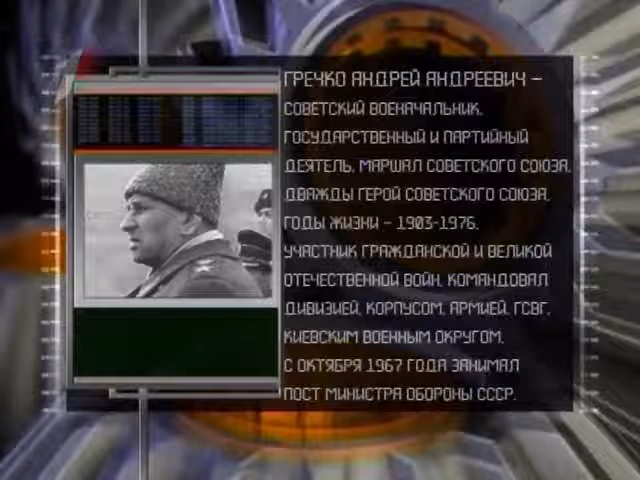 ГРЕЧКО АНДРЕЙ АНДРЕЕВИЧ –
СОВЕТСКИЙ ВОЕНАЧАЛЬНИК,
ГОСУДАРСТВЕННЫЙ И ПАРТИЙНЫЙ
ДЕЯТЕЛЬ, МАРШАЛ СОВЕТСКОГО СОЮЗА,
ДВАЖДЫ ГЕРОЙ СОВЕТСКОГО СОЮЗА.
ГОДЫ ЖИЗНИ – 1903-1976.
УЧАСТНИК ГРАЖДАНСКОЙ И ВЕЛИКОЙ
ОТЕЧЕСТВЕННОЙ ВОЙН. КОМАНДОВАЛ
ДИВИЗИЕЙ, КОРПУСОМ, АРМИЕЙ, ГСВГ,
КИЕВСКИМ ВОЕННЫМ ОКРУГОМ.
С ОКТЯБРЯ 1967 ГОДА ЗАНИМАЛ
ПОСТ МИНИСТРА ОБОРОНЫ СССР.